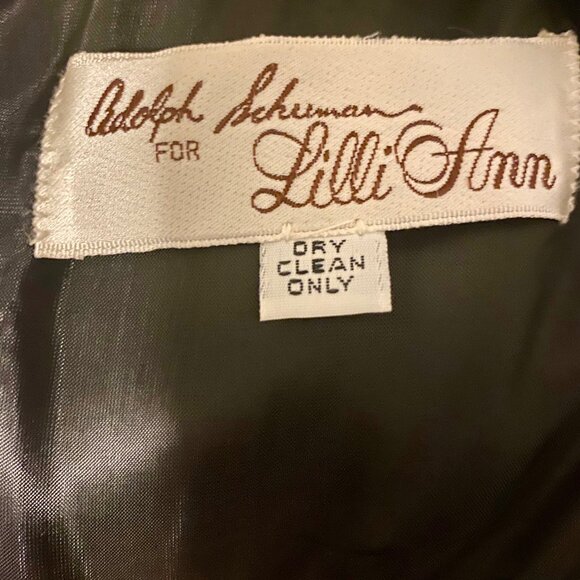 Adolph Schuman
FOR
Lilli Ann
DRY
CLEAN
ONLY